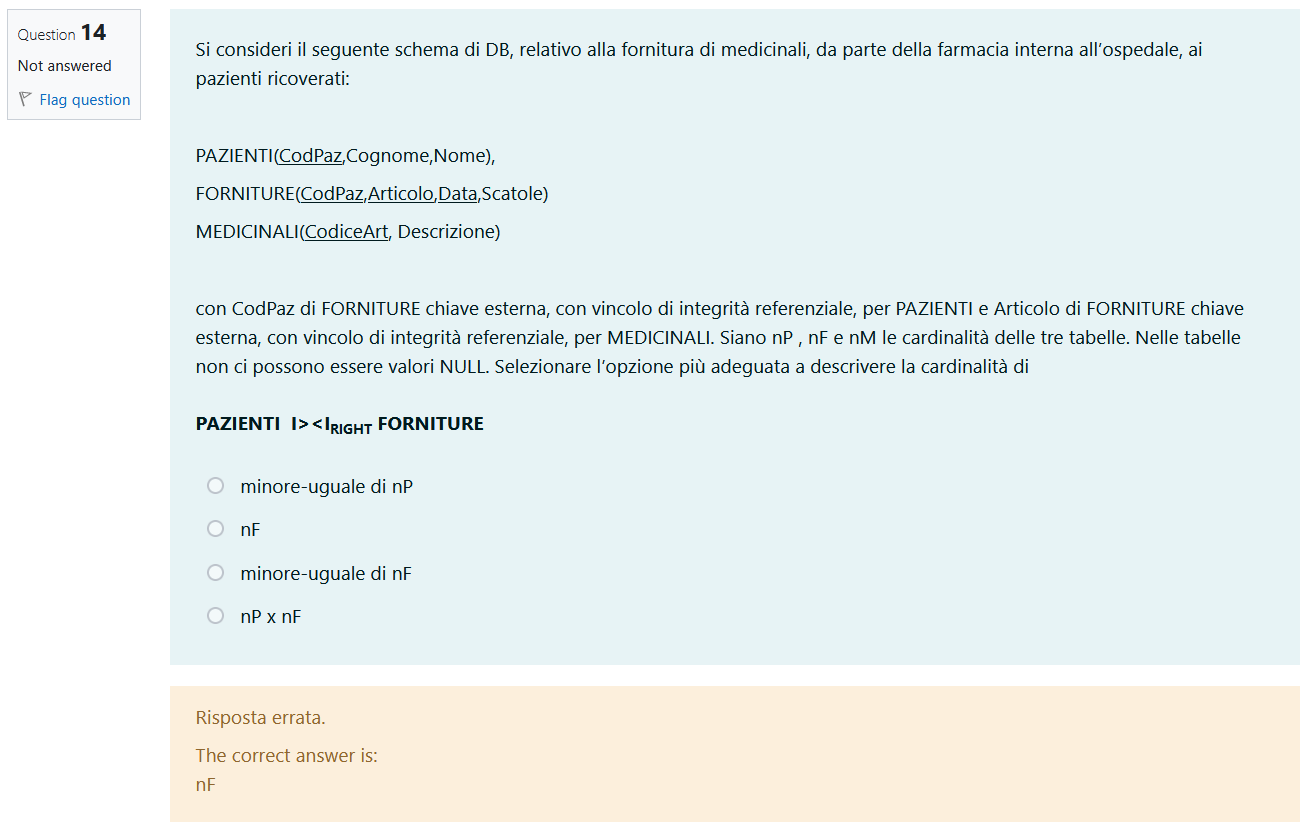 Question 14
Not answered
Flag question
Si consideri il seguente schema di DB, relativo alla fornitura di medicinali, da parte della farmacia interna all’ospedale, ai
pazienti ricoverati:
PAZIENTI(CodPaz,Cognome,Nome),
FORNITURE(CodPaz,Articolo,Data,Scatole)
MEDICINALI(CodiceArt, Descrizione)
con CodPaz di FORNITURE chiave esterna, con vincolo di integrità referenziale, per PAZIENTI e Articolo di FORNITURE chiave
esterna, con vincolo di integrità referenziale, per MEDICINALI. Siano nP , nF e nM le cardinalità delle tre tabelle. Nelle tabelle
non ci possono essere valori NULL. Selezionare l’opzione più adeguata a descrivere la cardinalità di
PAZIENTI I><IRIGHT FORNITURE
minore-uguale di nP
nF
minore-uguale di nF
nP x nF
Risposta errata.
The correct answer is:
nF